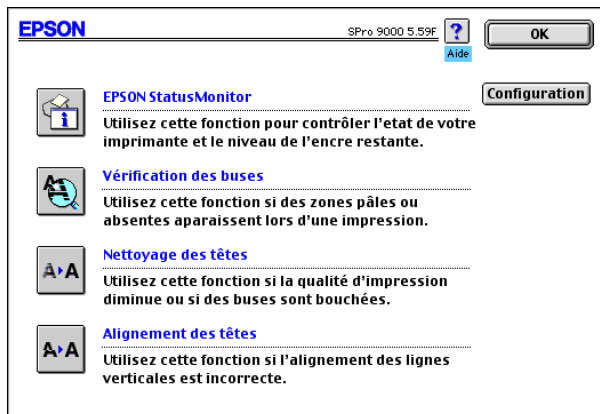 EPSON
SPro 9000 5.59F
?
Aide
OK
Configuration
EPSON StatusMonitor
Utilisez cette fonction pour contrôler l'etat de votre
imprimante et le niveau de l'encre restante.
Vérification des buses
Utilisez cette fonction si des zones pâles ou
absentes aparaissent lors d'une impression.
Nettoyage des têtes
A▸A
Utilisez cette fonction si la qualité d'impression
diminue ou si des buses sont bouchées.
Alignement des têtes
A▸A
Utilisez cette fonction si l'alignement des lignes
verticales est incorrecte.